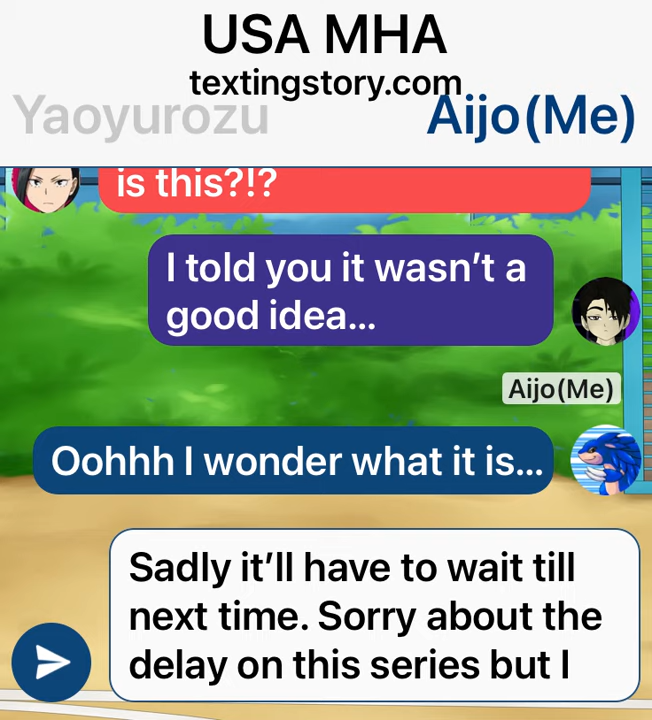 USA MHA
textingstory.com
Yaoyurozu
Aijo(Me)
is this?!?
I told you it wasn’t a
good idea...
Aijo(Me)
Oohhh I wonder what it is...
Sadly it’ll have to wait till
next time. Sorry about the
delay on this series but I